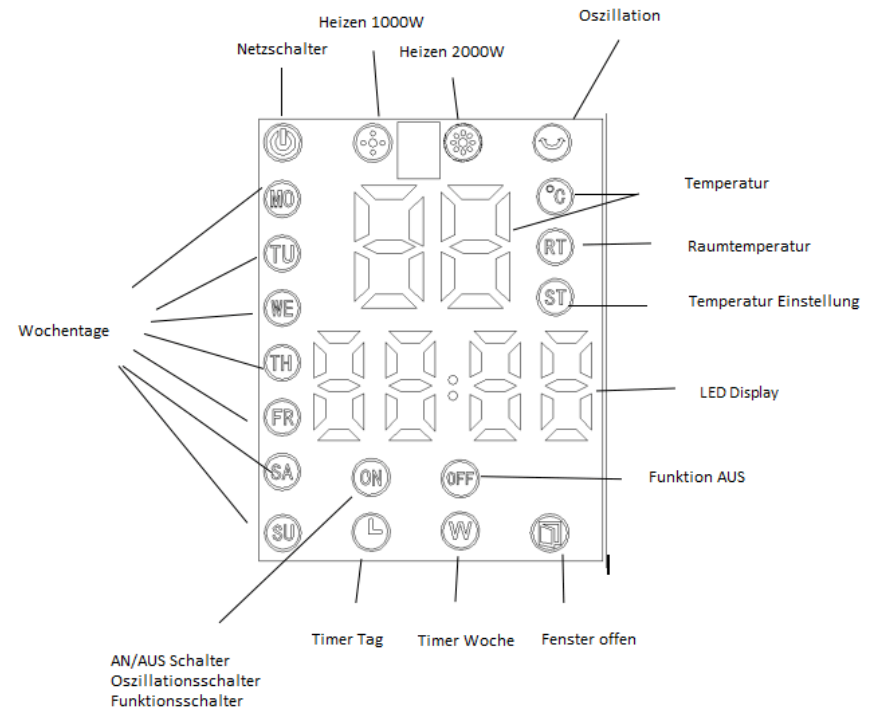 Oszillation
Heizen 1000W
Netzschalter
Heizen 2000W
MO
°C
Temperatur
TU
RT
Raumtemperatur
WE
ST
Temperatur Einstellung
Wochentage
TH
LED Display
FR
SA
ON
OFF
Funktion AUS
SU
W
Timer Tag
Timer Woche
Fenster offen
AN/AUS Schalter
Oszillationsschalter
Funktionsschalter